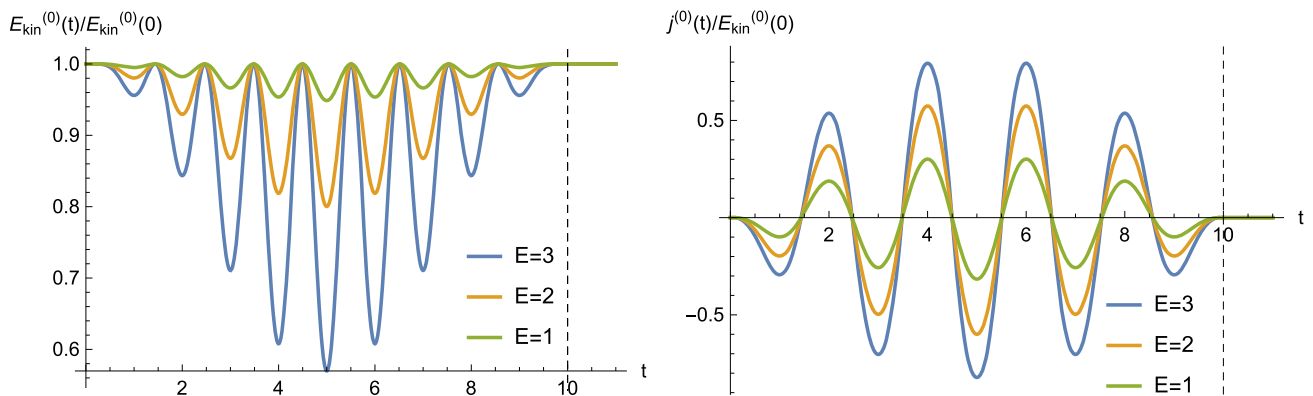 E_kin^(0)(t)/E_kin^(0)(0)
1.0
0.9
0.8
0.7
0.6
2
4
6
8
10
t
E=3
E=2
E=1
j^(0)(t)/E_kin^(0)(0)
0.5
-0.5
2
4
6
8
10
t
E=3
E=2
E=1